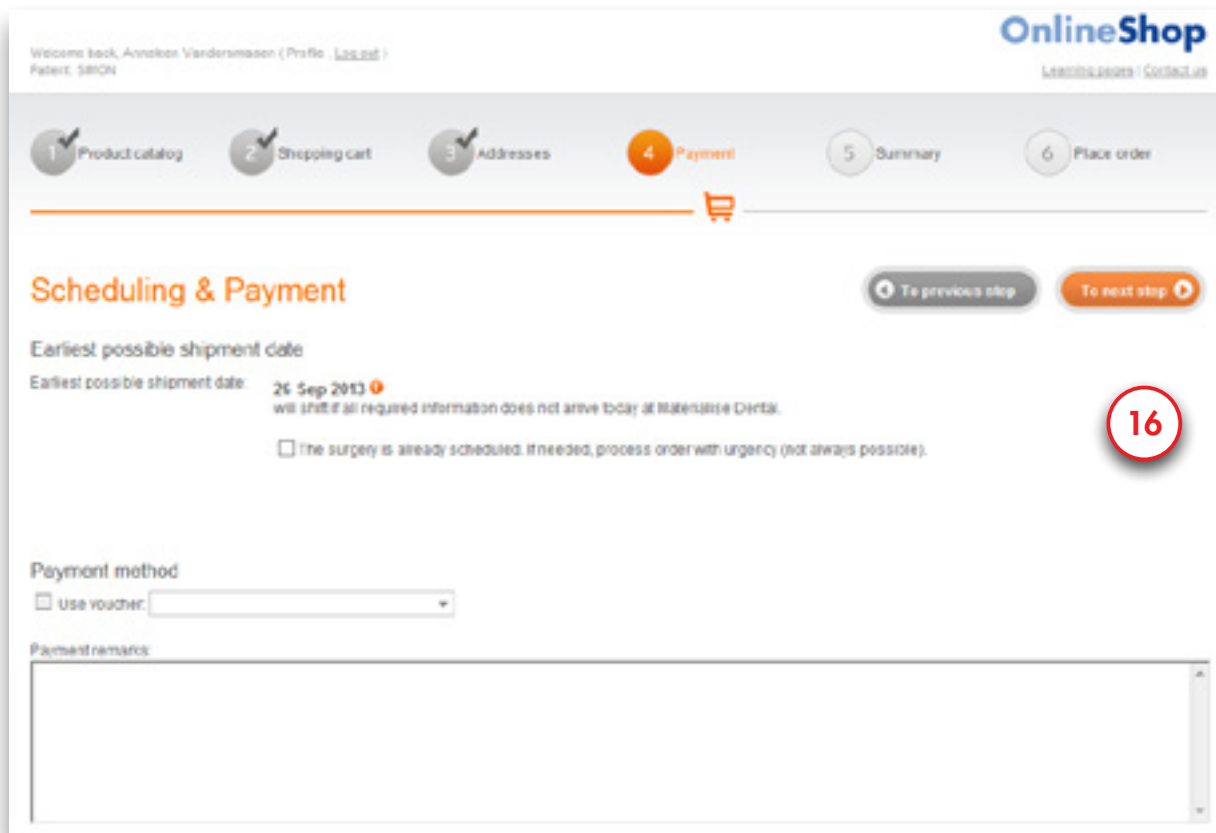 OnlineShop
Welcome back, Anneleen Vandersmissen ( Profile , Log out )
Patient: SIMON
Learning pages | Contact us
1 Product catalog
2 Shopping cart
3 Addresses
4 Payment
5 Summary
6 Place order
Scheduling & Payment
To previous step
To next step
Earliest possible shipment date
Earliest possible shipment date:
26 Sep 2013
will shift if all required information does not arrive today at Materialise Dental.
16
The surgery is already scheduled. If needed, process order with urgency (not always possible).
Payment method
Use voucher:
Payment remarks: